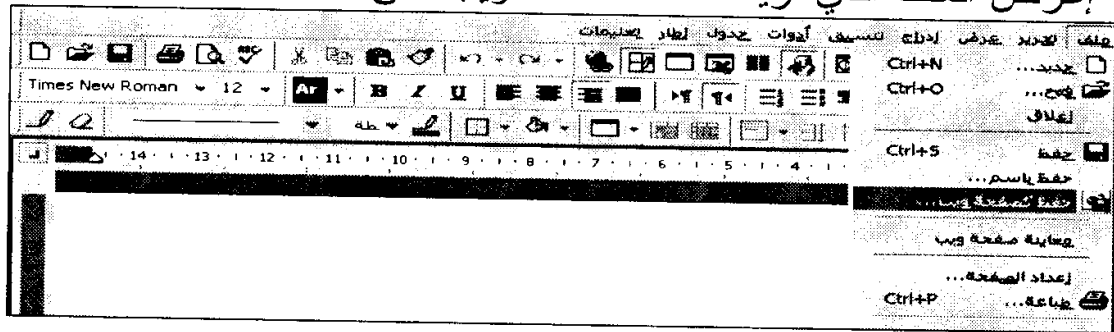 ملف تحرير عرض إدراج تنسيق أدوات جدول إطار تعليمات
جديد... Ctrl+N
فتح... Ctrl+O
إغلاق
حفظ Ctrl+S
حفظ باسم...
حفظ كصفحة ويب...
معاينة صفحة ويب
إعداد الصفحة...
طباعة... Ctrl+P
Times New Roman 12
14 13 12 11 10 9 8 7 6 5 4